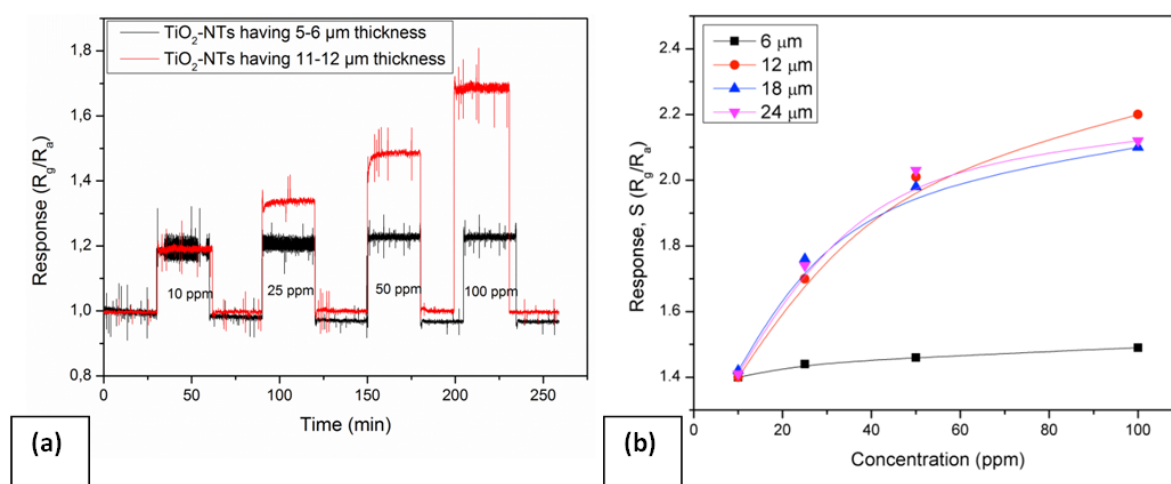 TiO₂-NTs having 5-6 µm thickness
TiO₂-NTs having 11-12 µm thickness
1,8
1,6
1,4
1,2
1,0
0,8
Response (Rg/Ra)
10 ppm
25 ppm
50 ppm
100 ppm
0
50
100
150
200
250
Time (min)
(a)
6 µm
12 µm
18 µm
24 µm
2.4
2.2
2.0
1.8
1.6
1.4
Response, S (Rg/Ra)
0
20
40
60
80
100
Concentration (ppm)
(b)